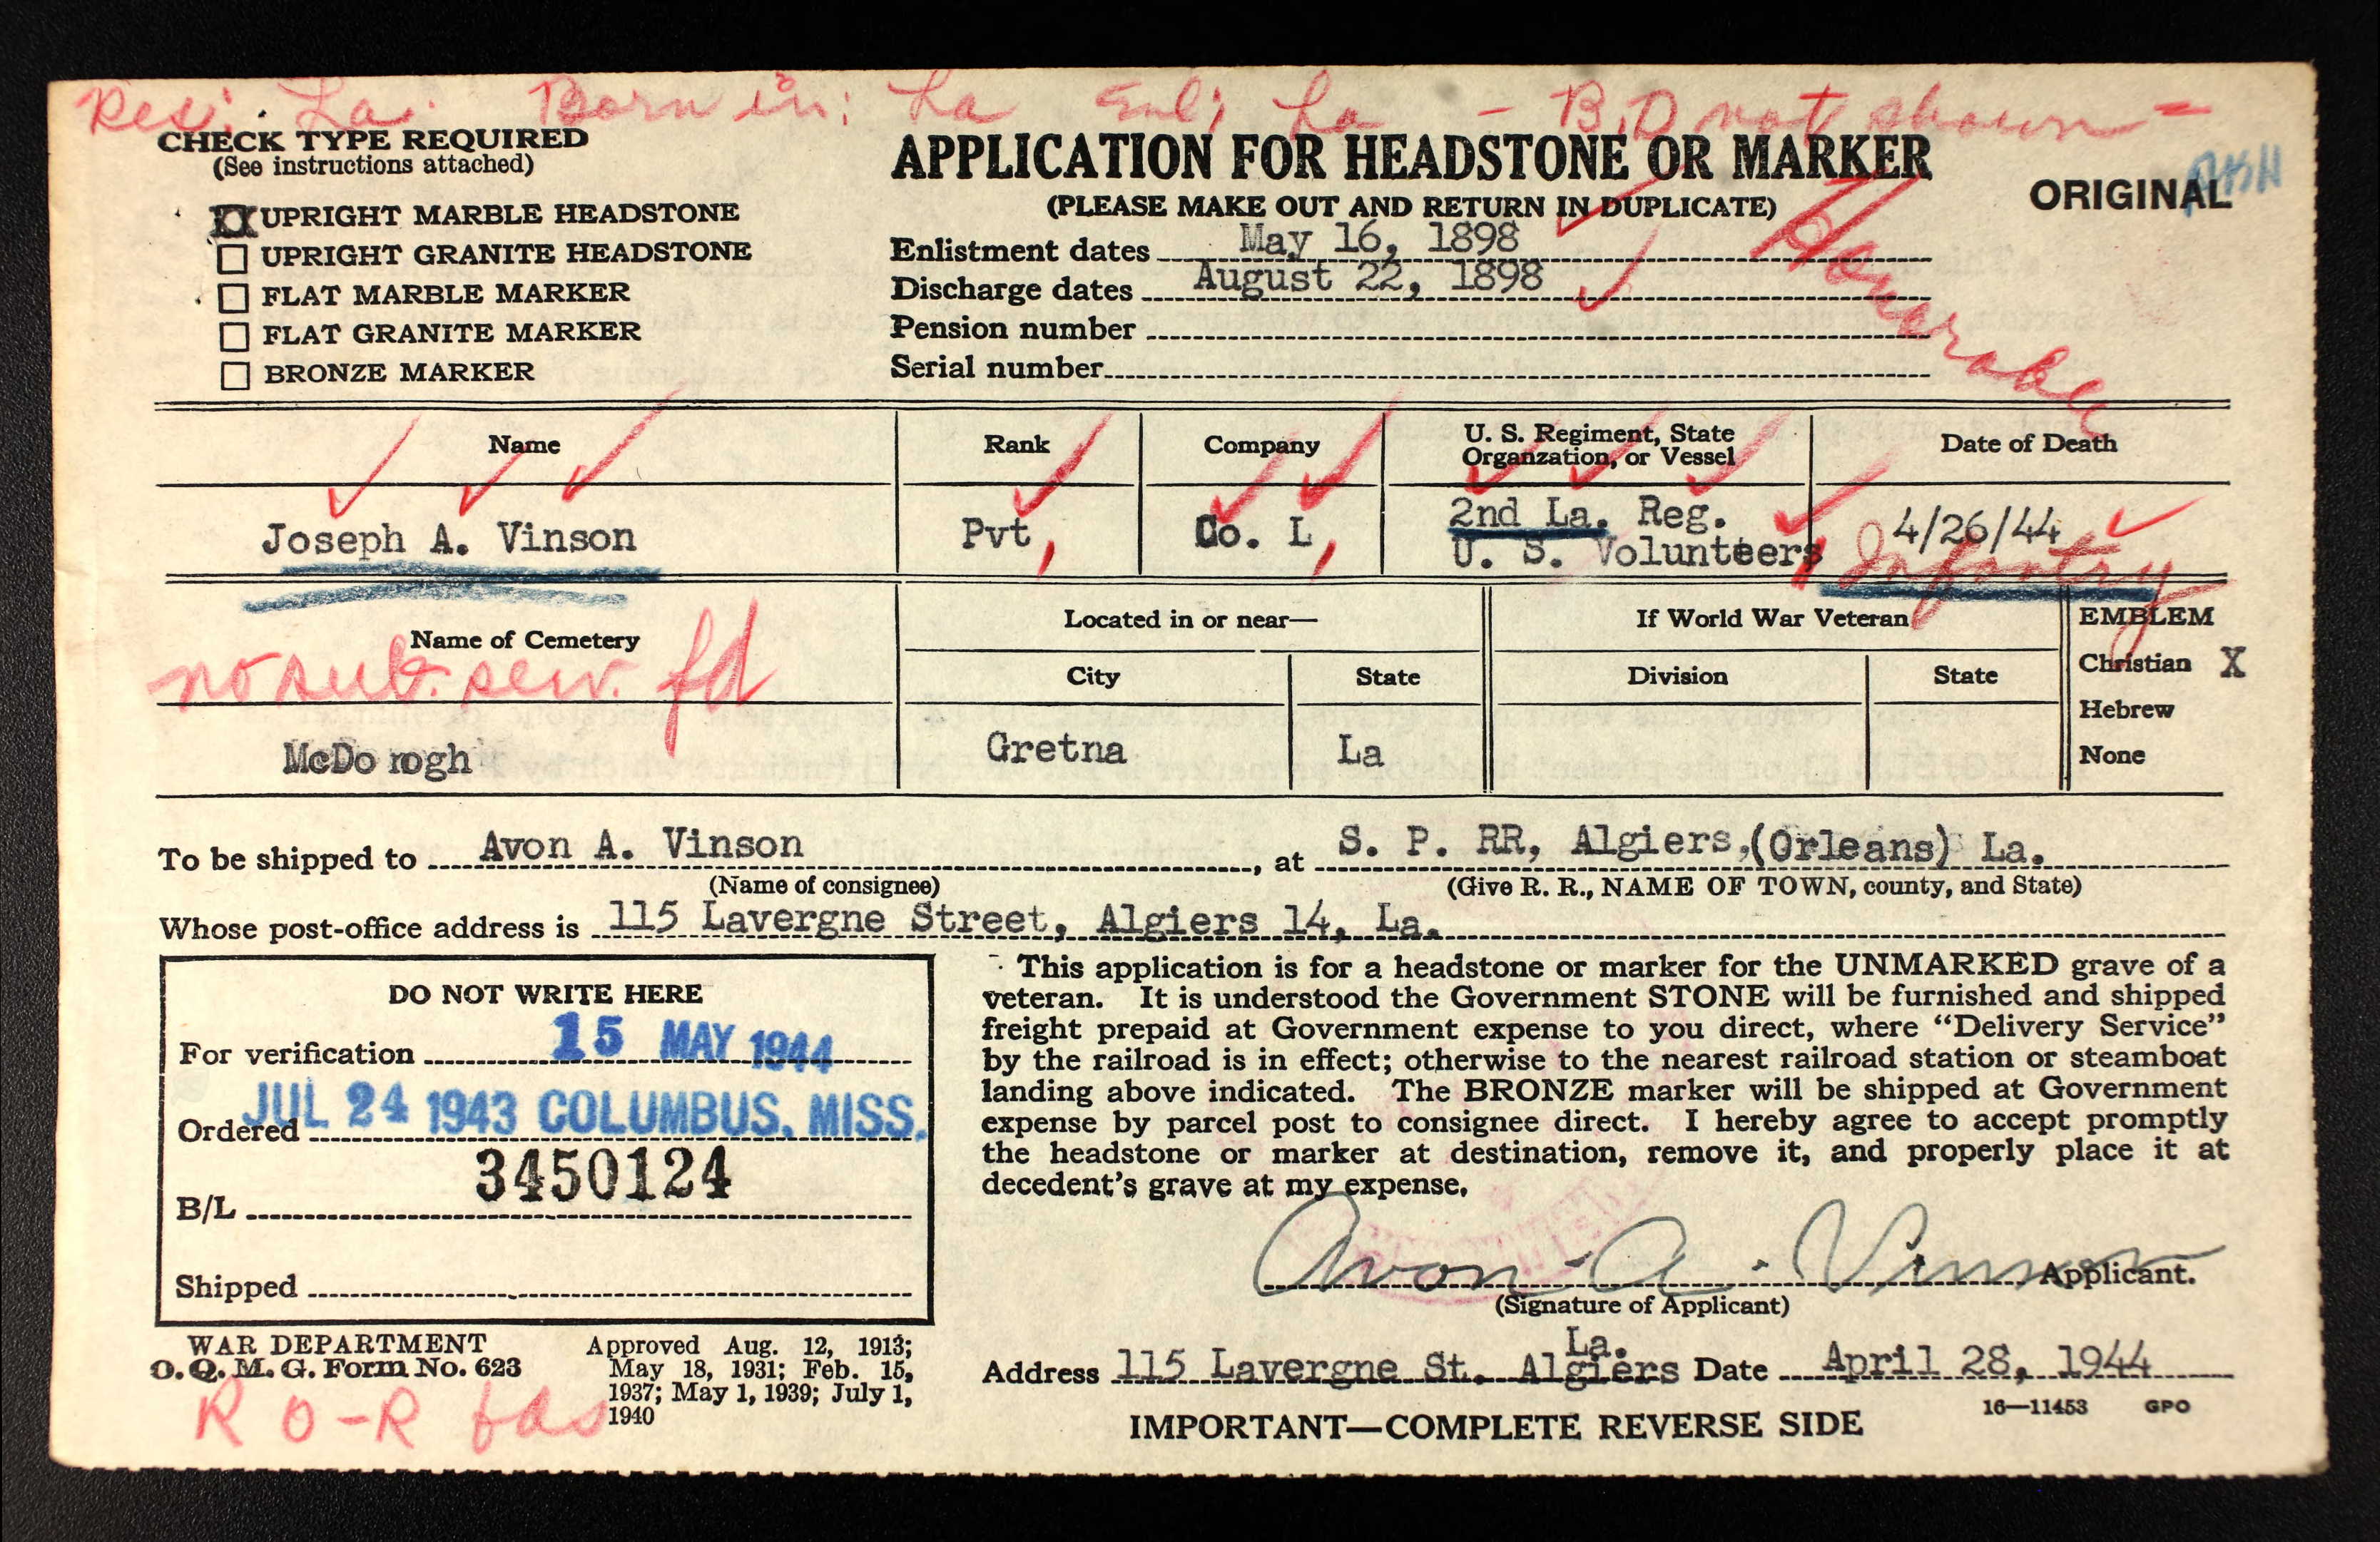 Res: La. Born in: La Enl; La - B.D not shown -
CHECK TYPE REQUIRED
(See instructions attached)
XX UPRIGHT MARBLE HEADSTONE
☐ UPRIGHT GRANITE HEADSTONE
☐ FLAT MARBLE MARKER
☐ FLAT GRANITE MARKER
☐ BRONZE MARKER
APPLICATION FOR HEADSTONE OR MARKER
(PLEASE MAKE OUT AND RETURN IN DUPLICATE)
ORIGINAL
Enlistment dates May 16, 1898
Discharge dates August 22, 1898
Pension number
Serial number
Honorable
Name
Rank
Company
U. S. Regiment, State
Organzation, or Vessel
Date of Death
Joseph A. Vinson
Pvt,
Co. L,
2nd La. Reg.
U. S. Volunteers
4/26/44
Infantry
Name of Cemetery
no sub. serv. fd
McDo rogh
Located in or near—
City
State
Gretna
La
If World War Veteran
Division
State
EMBLEM
Christian X
Hebrew
None
To be shipped to Avon A. Vinson, at S. P. RR, Algiers,(Orleans) La.
(Name of consignee)
(Give R. R., NAME OF TOWN, county, and State)
Whose post-office address is 115 Lavergne Street, Algiers 14, La.
DO NOT WRITE HERE
For verification 15 MAY 1944
Ordered JUL 24 1943 COLUMBUS, MISS.
B/L 3450124
Shipped
This application is for a headstone or marker for the UNMARKED grave of a
veteran. It is understood the Government STONE will be furnished and shipped
freight prepaid at Government expense to you direct, where “Delivery Service”
by the railroad is in effect; otherwise to the nearest railroad station or steamboat
landing above indicated. The BRONZE marker will be shipped at Government
expense by parcel post to consignee direct. I hereby agree to accept promptly
the headstone or marker at destination, remove it, and properly place it at
decedent's grave at my expense.
Avon A. Vinson Applicant.
(Signature of Applicant)
La.
Address 115 Lavergne St. Algiers Date April 28, 1944
WAR DEPARTMENT
O. Q. M. G. Form No. 623
Approved Aug. 12, 1913;
May 18, 1931; Feb. 15,
1937; May 1, 1939; July 1,
1940
R O-R
IMPORTANT—COMPLETE REVERSE SIDE
16—11453 GPO